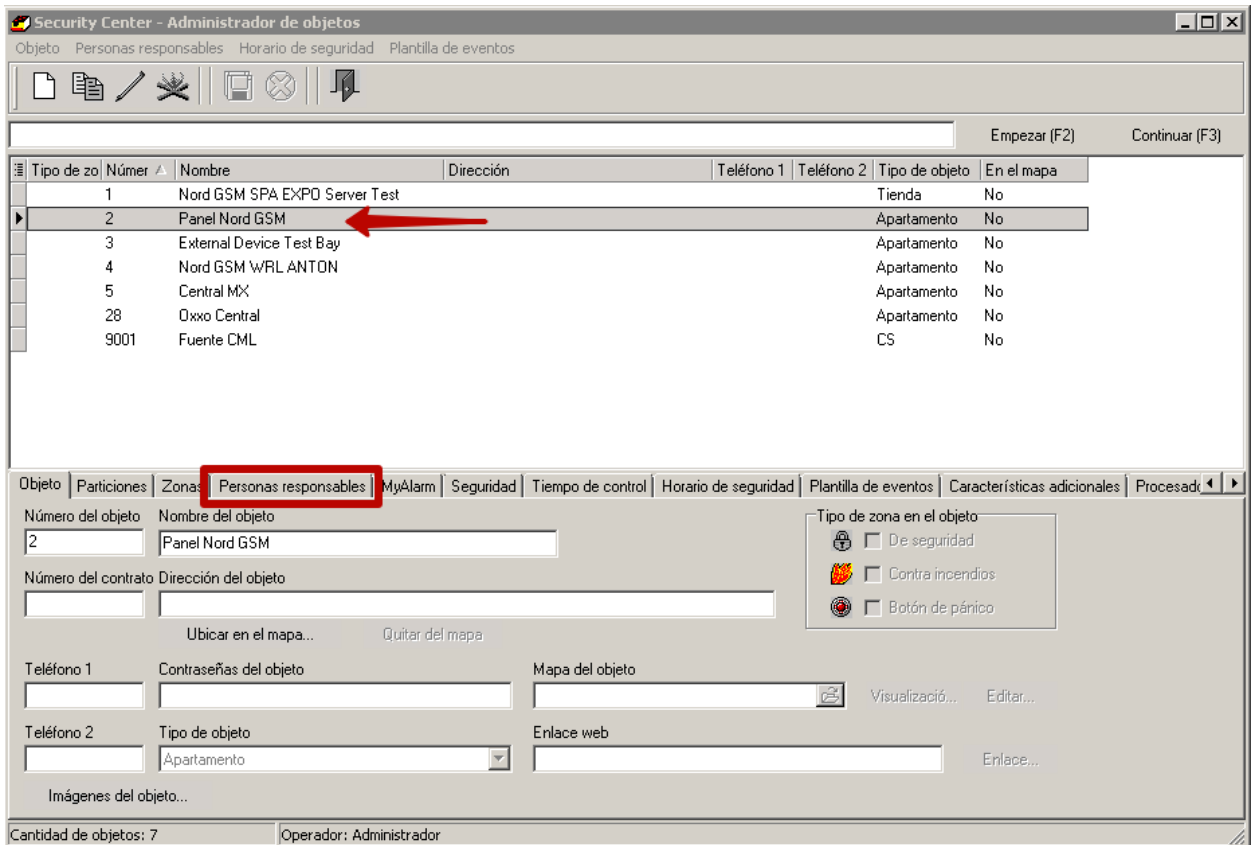 Security Center - Administrador de objetos
Objeto Personas responsables Horario de seguridad Plantilla de eventos
Empezar (F2) Continuar (F3)
Tipo de zo Númer Nombre Dirección Teléfono 1 Teléfono 2 Tipo de objeto En el mapa
1 Nord GSM SPA EXPO Server Test Tienda No
2 Panel Nord GSM Apartamento No
3 External Device Test Bay Apartamento No
4 Nord GSM WRL ANTON Apartamento No
5 Central MX Apartamento No
28 Oxxo Central Apartamento No
9001 Fuente CML CS No
Objeto Particiones Zonas Personas responsables MyAlarm Seguridad Tiempo de control Horario de seguridad Plantilla de eventos Características adicionales Procesado
Número del objeto Nombre del objeto Tipo de zona en el objeto
2 Panel Nord GSM De seguridad
Número del contrato Dirección del objeto Contra incendios
Botón de pánico
Ubicar en el mapa... Quitar del mapa
Teléfono 1 Contraseñas del objeto Mapa del objeto
Visualizació... Editar...
Teléfono 2 Tipo de objeto Enlace web
Apartamento Enlace...
Imágenes del objeto...
Cantidad de objetos: 7 Operador: Administrador